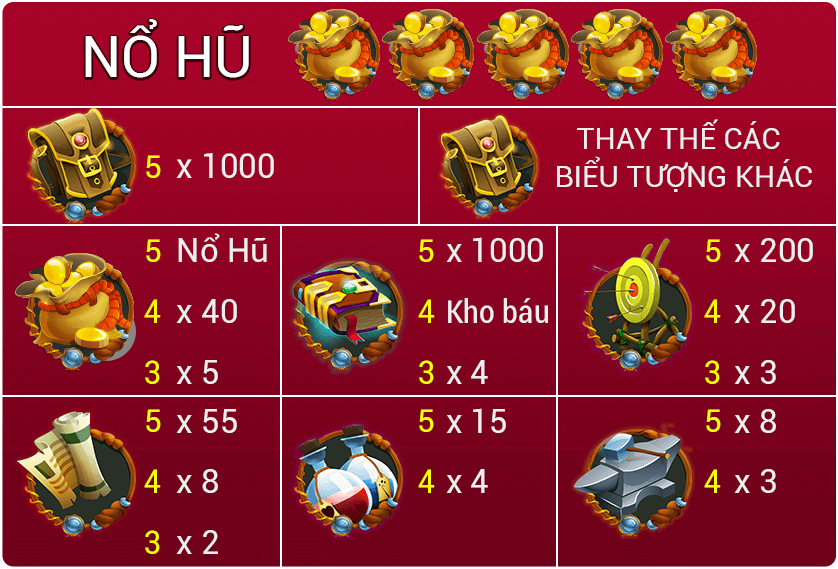 NỔ HŨ
5 x 1000
THAY THẾ CÁC
BIỂU TƯỢNG KHÁC
5 Nổ Hũ
4 x 40
3 x 5
5 x 1000
4 Kho báu
3 x 4
5 x 200
4 x 20
3 x 3
5 x 55
4 x 8
3 x 2
5 x 15
4 x 4
5 x 8
4 x 3